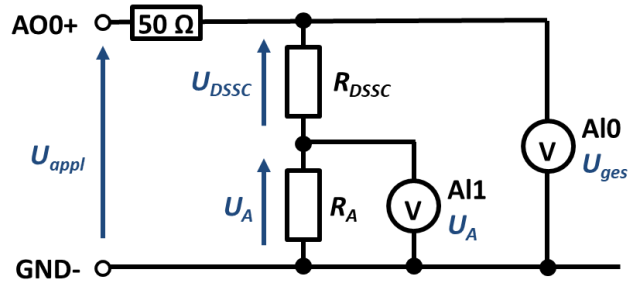 AO0+
50 Ω
U_DSSC
R_DSSC
AI0
V
U_ges
U_appl
U_A
R_A
V
AI1
U_A
GND-